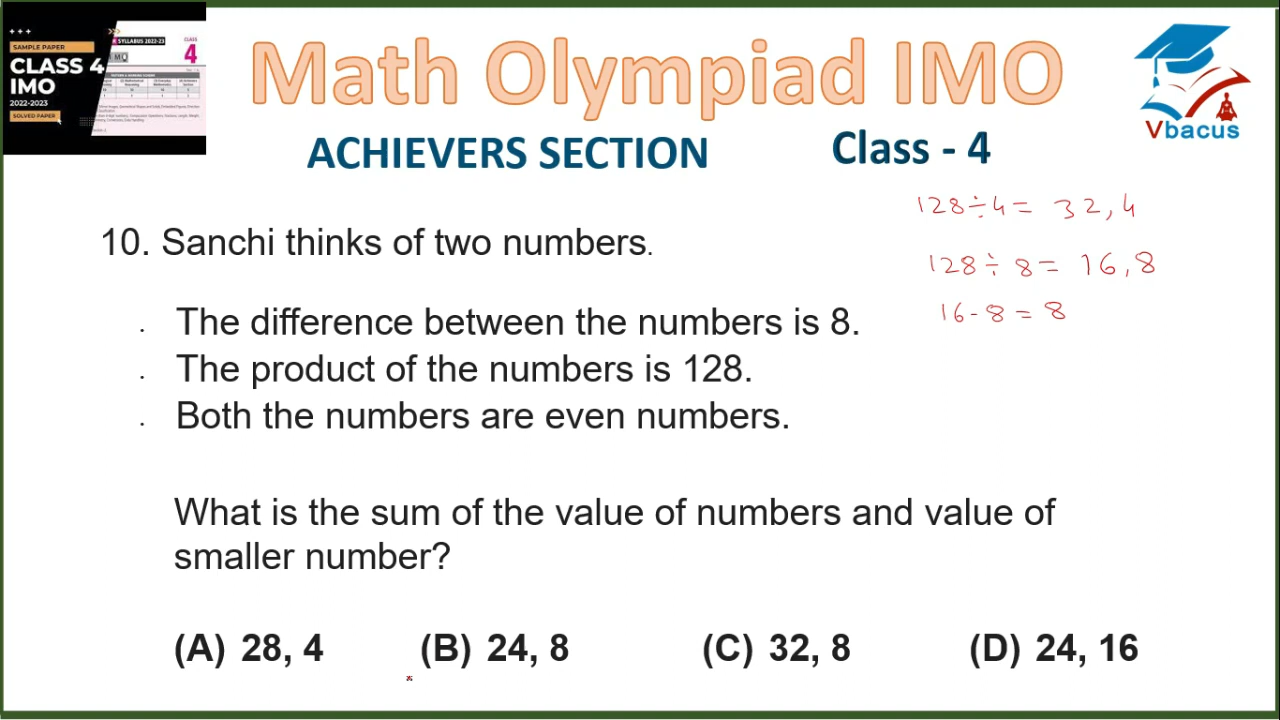 SAMPLE PAPER
CLASS 4
IMO
2022-2023
SOLVED PAPER
SYLLABUS 2022-23
CLASS
4
Math Olympiad IMO
ACHIEVERS SECTION
Class - 4
Vbacus
128÷4= 32,4
128÷ 8= 16,8
16-8=8
10. Sanchi thinks of two numbers.
. The difference between the numbers is 8.
. The product of the numbers is 128.
. Both the numbers are even numbers.
What is the sum of the value of numbers and value of
smaller number?
(A) 28, 4 (B) 24, 8 (C) 32, 8 (D) 24, 16